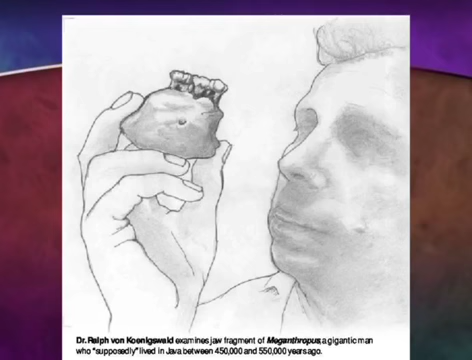 Dr. Ralph von Koenigswald examines jaw fragment of Meganthropus, a gigantic man
who "supposedly" lived in Java between 450,000 and 550,000 years ago.